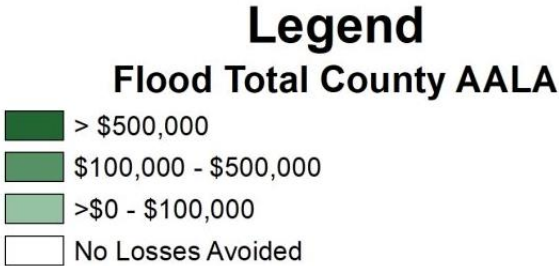 Legend
Flood Total County AALA
> $500,000
$100,000 - $500,000
>$0 - $100,000
No Losses Avoided